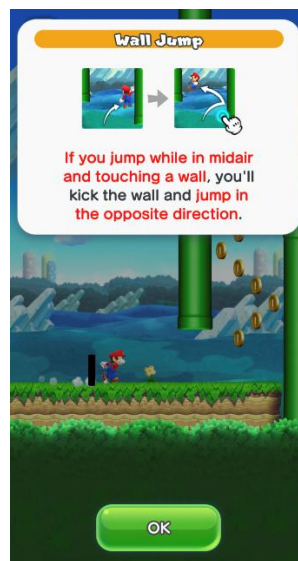 Wall Jump
If you jump while in midair
and touching a wall, you'll
kick the wall and jump in
the opposite direction.
OK